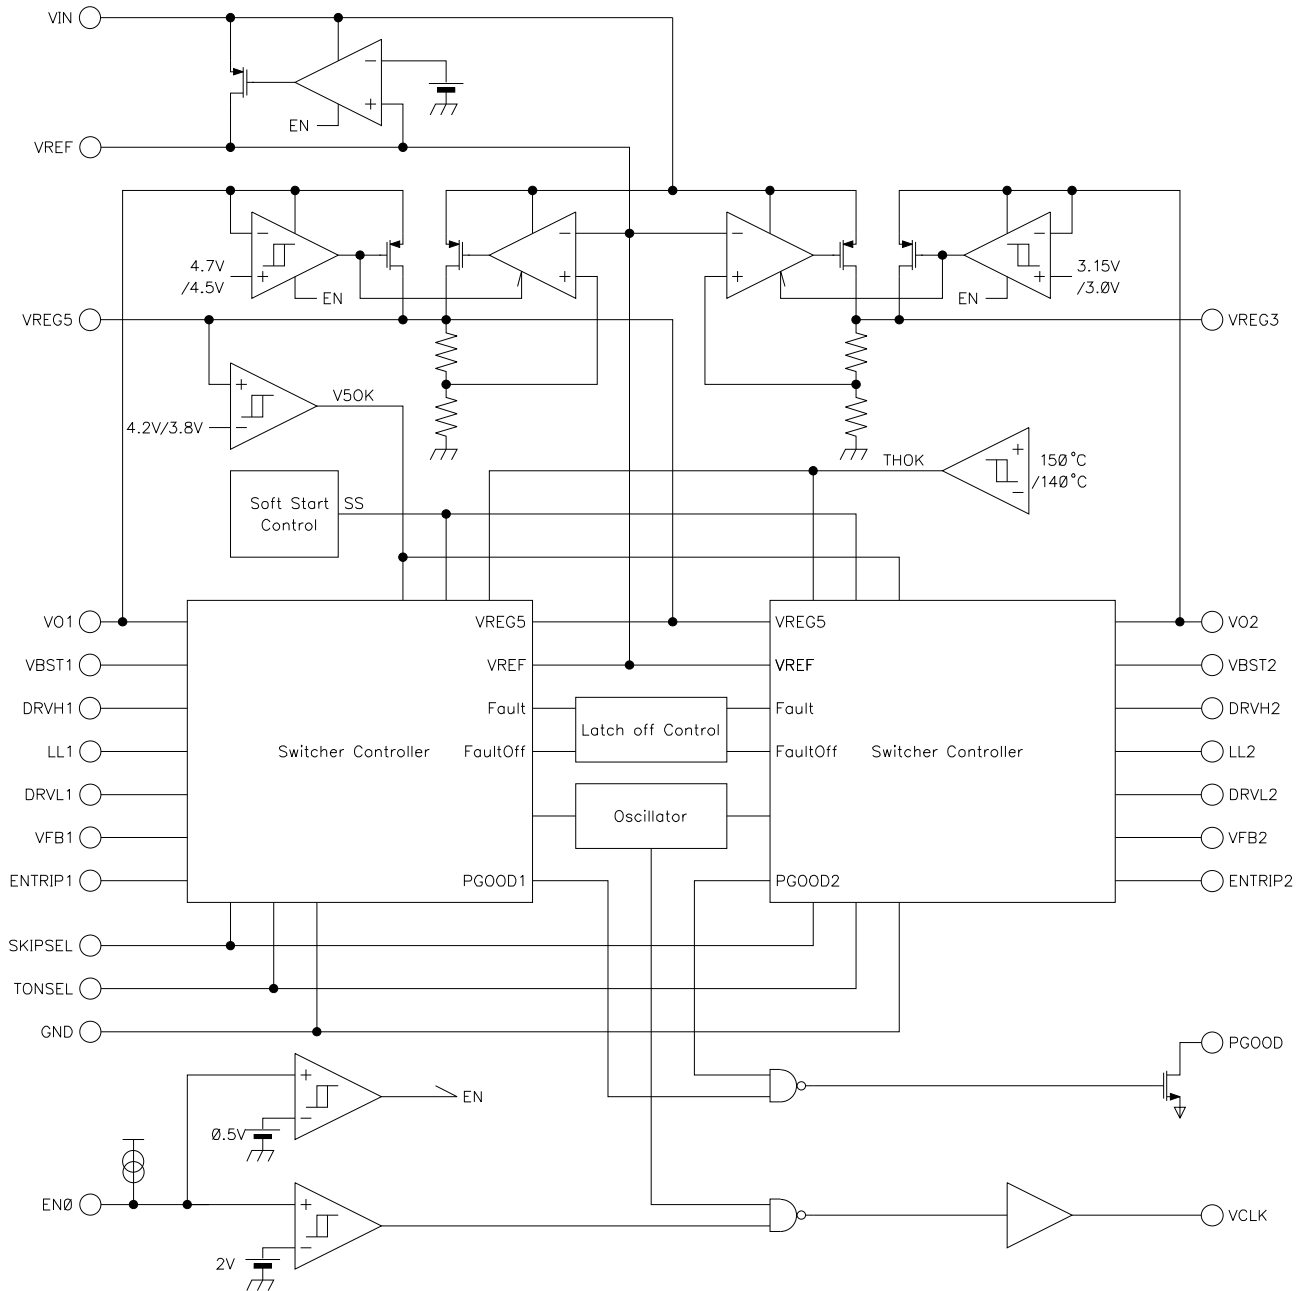 VIN
−
+
EN
VREF
−
+
4.7V
/4.5V
EN
−
+
−
+
−
+
3.15V
/3.0V
EN
VREG5
VREG3
+
−
V5OK
4.2V/3.8V
THOK
+
−
150°C
/140°C
Soft Start
Control
SS
VO1
VREG5
VREG5
VO2
VBST1
VREF
VREF
VBST2
DRVH1
Fault
Latch off Control
Fault
DRVH2
LL1
Switcher Controller
FaultOff
FaultOff
Switcher Controller
LL2
DRVL1
DRVL2
Oscillator
VFB1
VFB2
ENTRIP1
PGOOD1
PGOOD2
ENTRIP2
SKIPSEL
TONSEL
GND
PGOOD
+
−
EN
0.5V
EN0
+
−
2V
VCLK